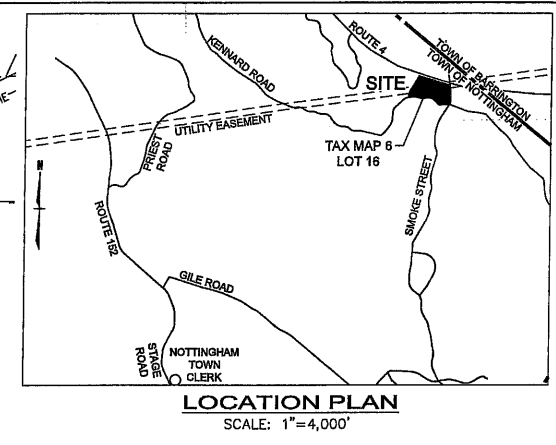 ROUTE 4
KENNARD ROAD
TOWN OF BARRINGTON
TOWN OF NOTTINGHAM
SITE
UTILITY EASEMENT
TAX MAP 6
LOT 16
PRIEST
ROAD
SMOKE STREET
N
ROUTE 152
GILE ROAD
STAGE
ROAD
NOTTINGHAM
TOWN
CLERK
LOCATION PLAN
SCALE: 1"=4,000'